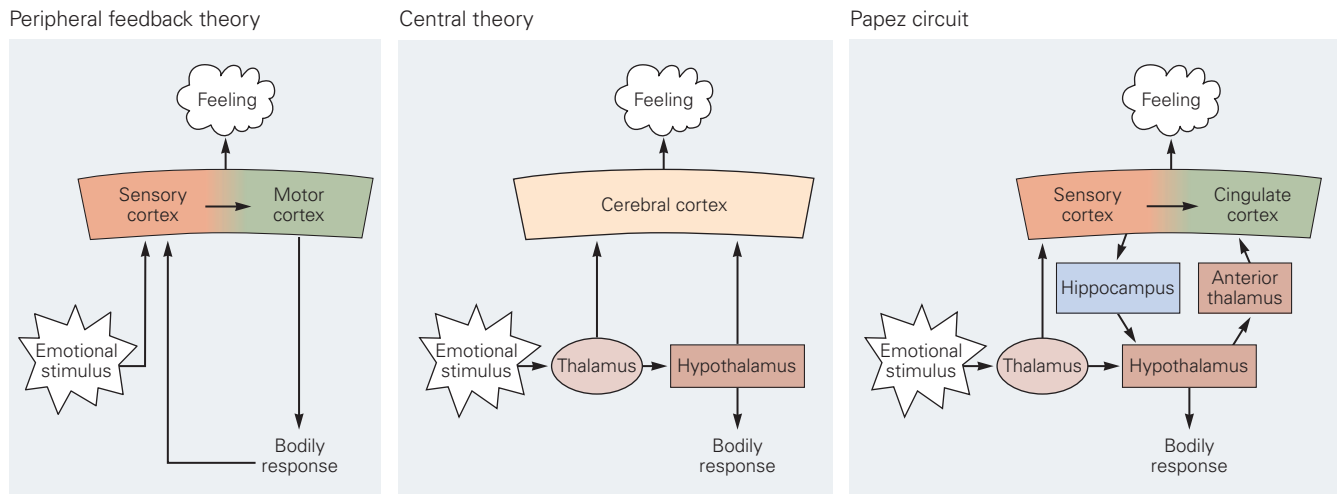 Peripheral feedback theory
Feeling
Sensory
cortex
Motor
cortex
Emotional
stimulus
Bodily
response
Central theory
Feeling
Cerebral cortex
Emotional
stimulus
Thalamus
Hypothalamus
Bodily
response
Papez circuit
Feeling
Sensory
cortex
Cingulate
cortex
Hippocampus
Anterior
thalamus
Emotional
stimulus
Thalamus
Hypothalamus
Bodily
response